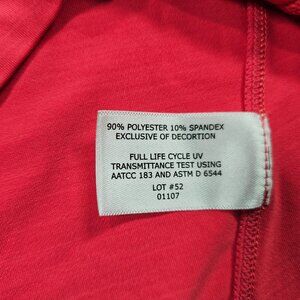 90% POLYESTER 10% SPANDEX
EXCLUSIVE OF DECORTION
FULL LIFE CYCLE UV
TRANSMITTANCE TEST USING
AATCC 183 AND ASTM D 6544
LOT #52
01107